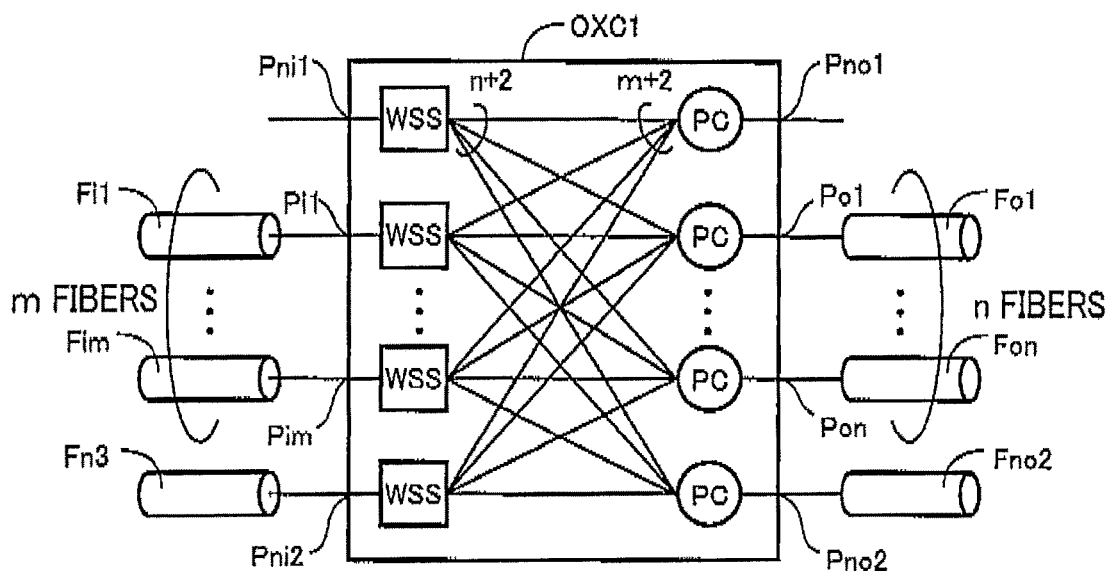 OXC1
Pni1
n+2
m+2
Pno1
WSS
PC
Fi1
Pi1
WSS
PC
Po1
Fo1
m FIBERS
n FIBERS
Fim
WSS
PC
Fon
Pim
Pon
Fn3
WSS
PC
Fno2
Pni2
Pno2